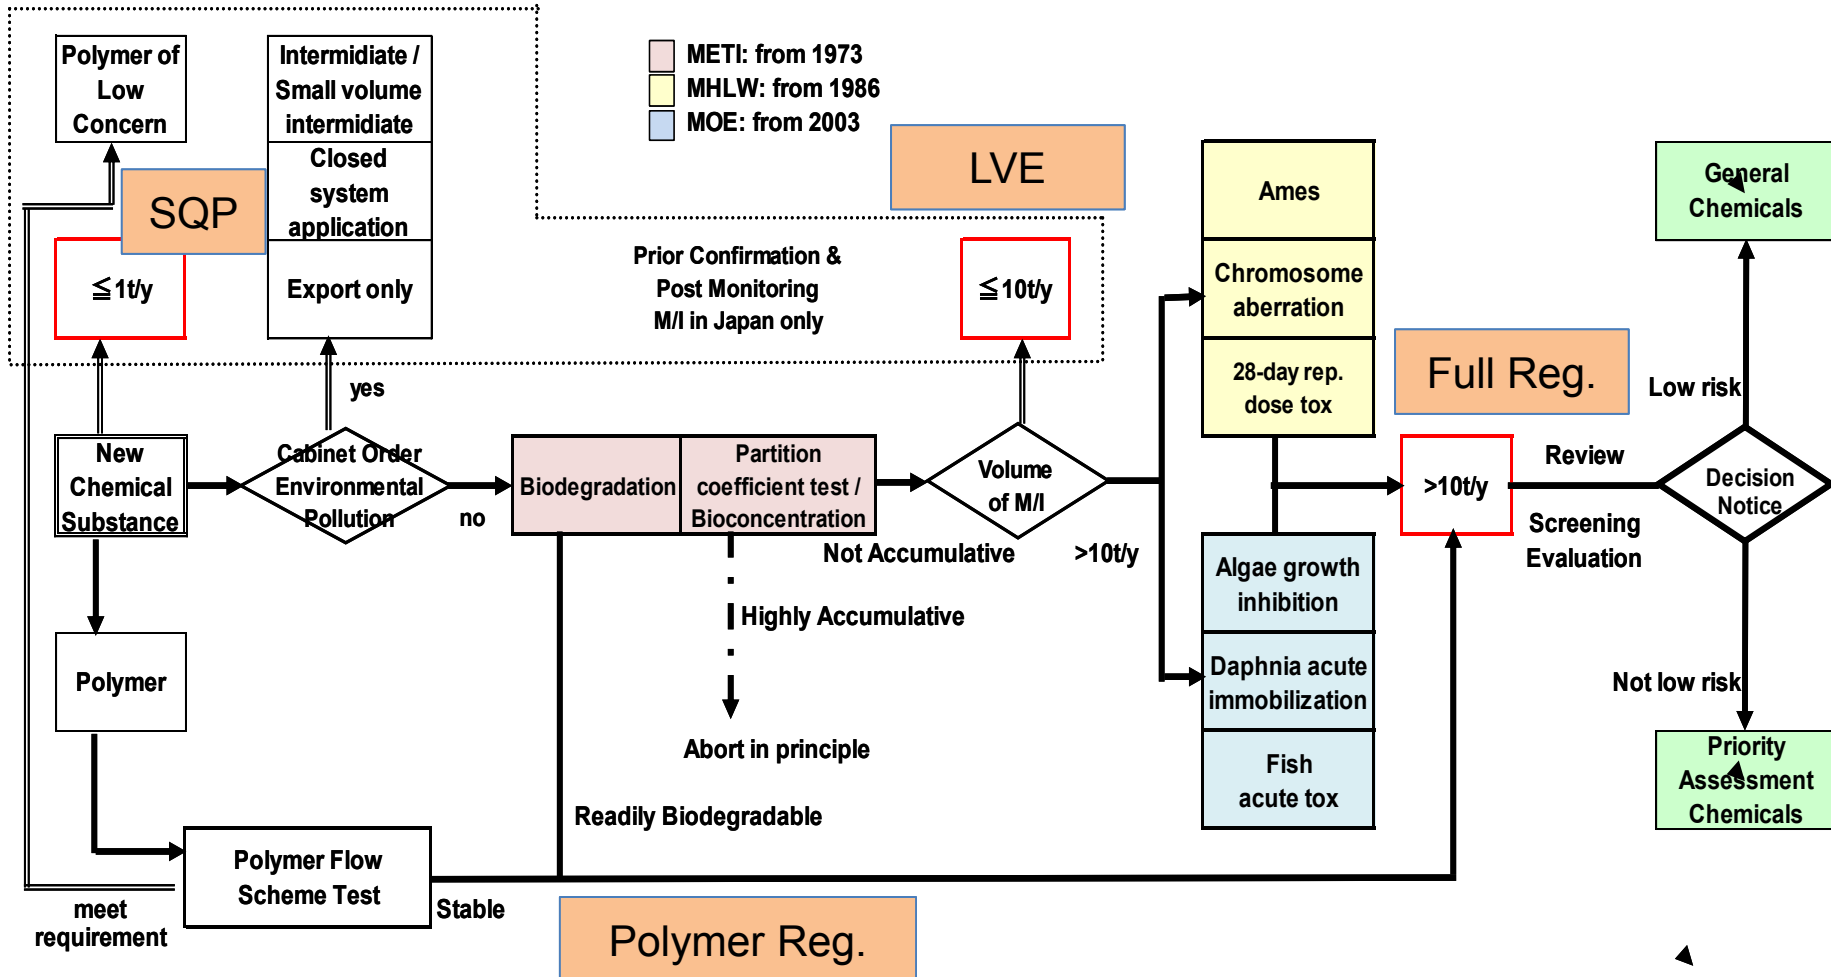 Polymer of
Low
Concern
Intermidiate /
Small volume
intermidiate
Closed
system
application
Export only
METI: from 1973
MHLW: from 1986
MOE: from 2003
SQP
LVE
≦1t/y
Prior Confirmation &
Post Monitoring
M/I in Japan only
≦10t/y
Ames
Chromosome
aberration
28-day rep.
dose tox
General
Chemicals
Full Reg.
Low risk
yes
New
Chemical
Substance
Cabinet Order
Environmental
Pollution
no
Biodegradation
Partition
coefficient test /
Bioconcentration
Volume
of M/I
Not Accumulative
>10t/y
>10t/y
Review
Screening
Evaluation
Decision
Notice
Algae growth
inhibition
Daphnia acute
immobilization
Fish
acute tox
Highly Accumulative
Abort in principle
Not low risk
Priority
Assessment
Chemicals
Polymer
Readily Biodegradable
Polymer Flow
Scheme Test
meet
requirement
Stable
Polymer Reg.